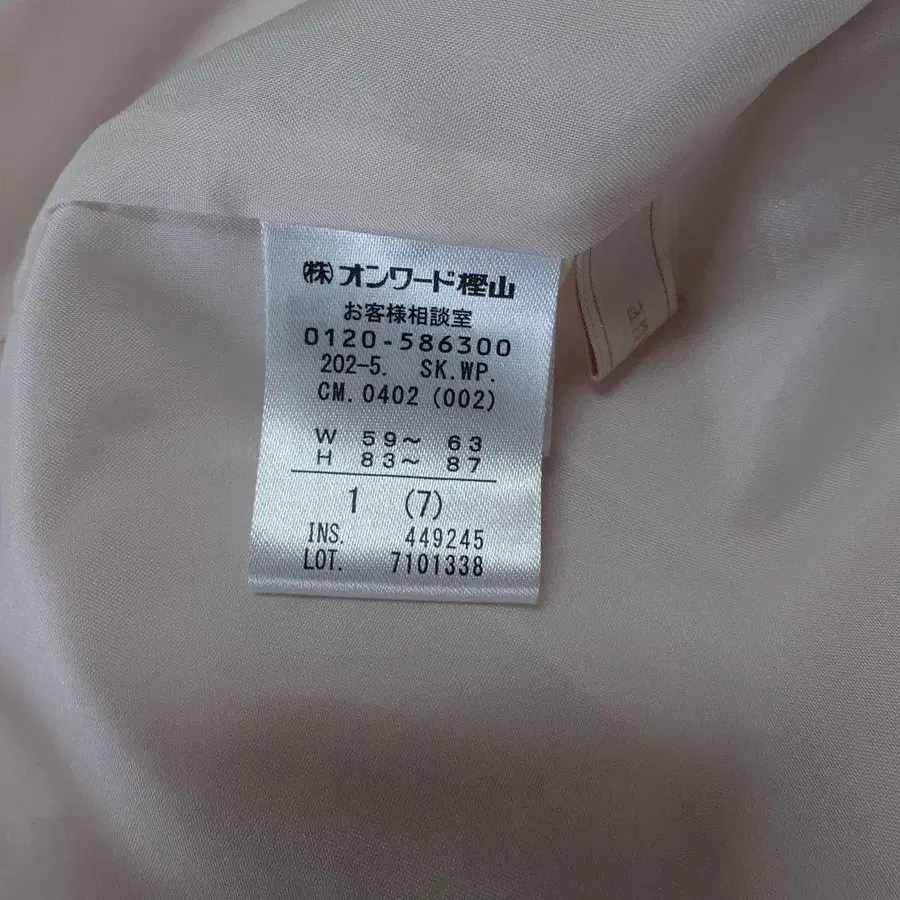 ㈱オンワード樫山
お客様相談室
0120-586300
202-5. SK.WP.
CM. 0402 (002)
W 59～ 63
H 83～ 87
1 (7)
INS. 449245
LOT. 7101338